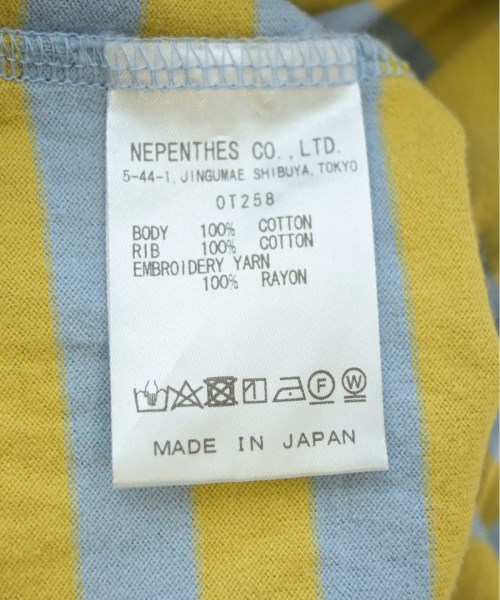 NEPENTHES CO., LTD.
5-44-1, JINGUMAE SHIBUYA, TOKYO
OT258
BODY 100% COTTON
RIB 100% COTTON
EMBROIDERY YARN
100% RAYON
F W
MADE IN JAPAN